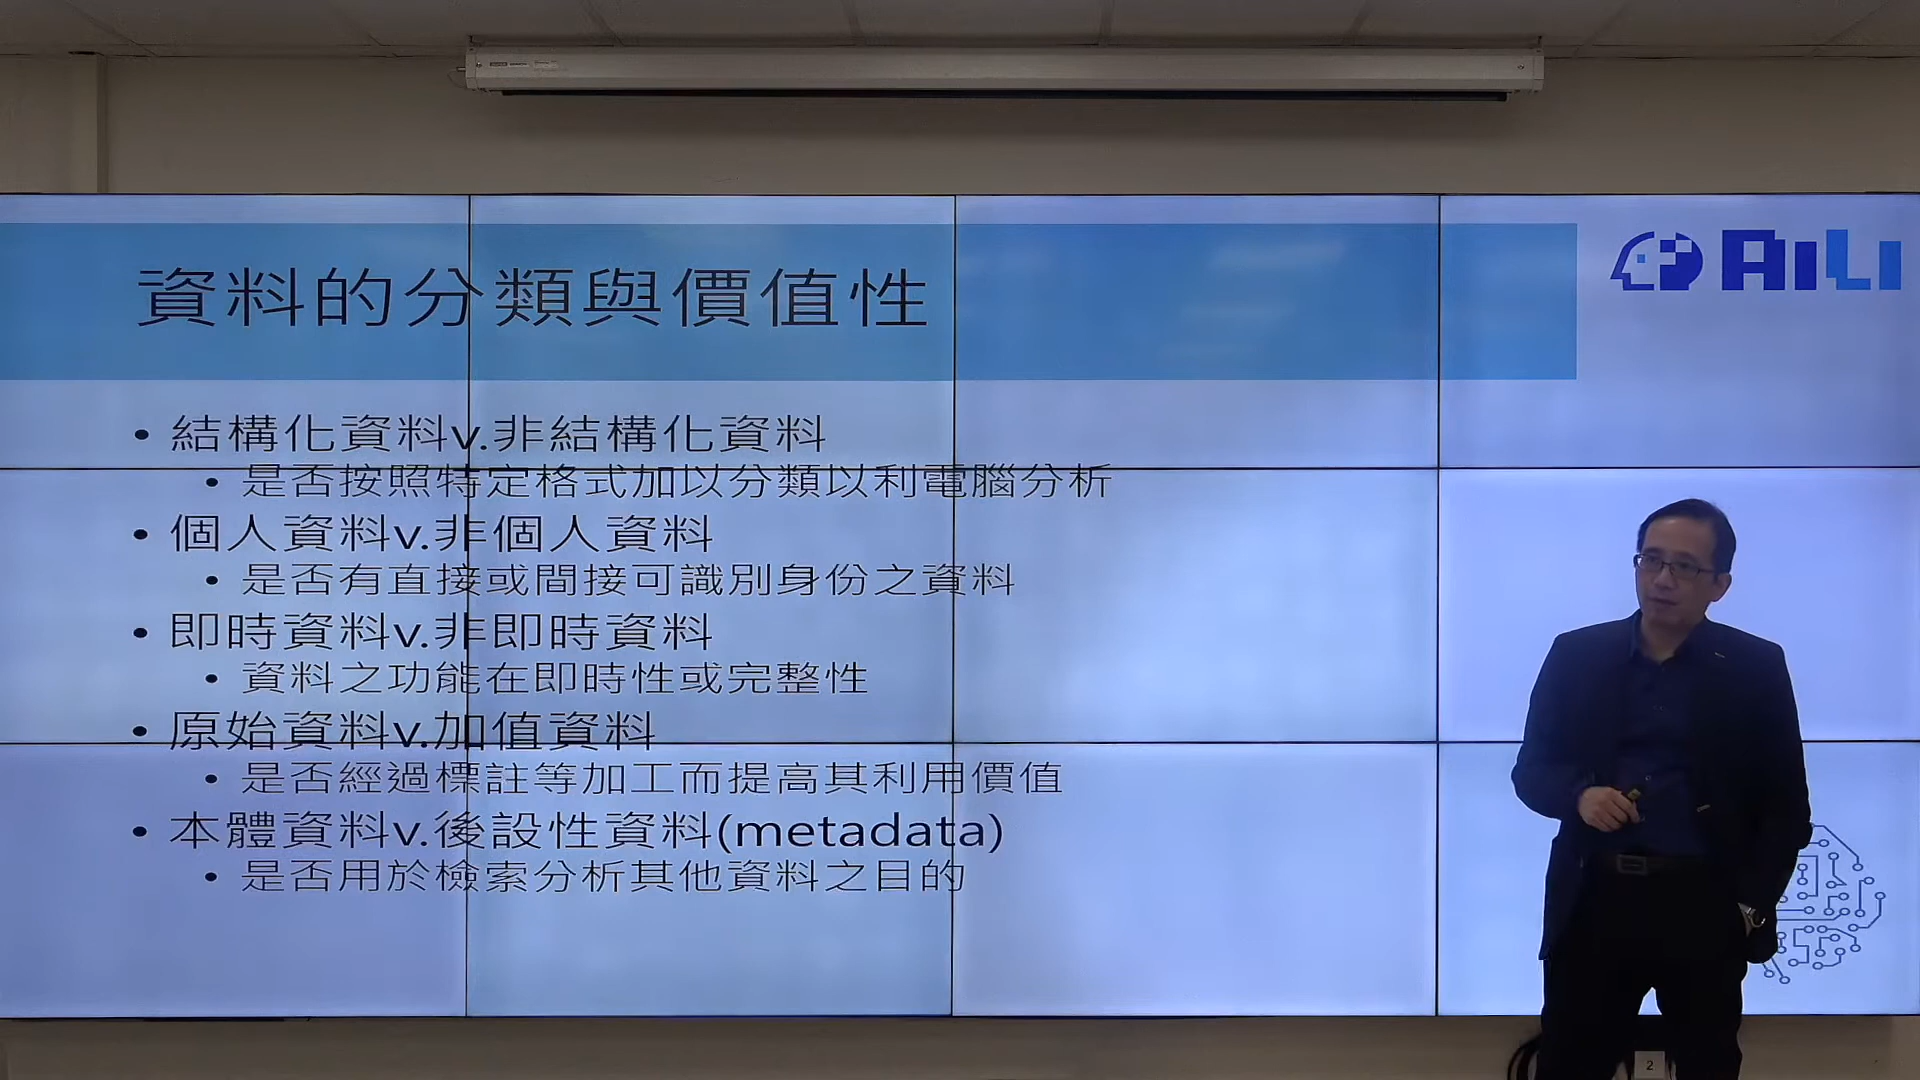 資料的分類與價值性
AILI
• 結構化資料v.非結構化資料
• 是否按照特定格式加以分類以利電腦分析
• 個人資料v.非個人資料
• 是否有直接或間接可識別身份之資料
• 即時資料v.非即時資料
• 資料之功能在即時性或完整性
• 原始資料v.加值資料
• 是否經過標註等加工而提高其利用價值
• 本體資料v.後設性資料(metadata)
• 是否用於檢索分析其他資料之目的
2